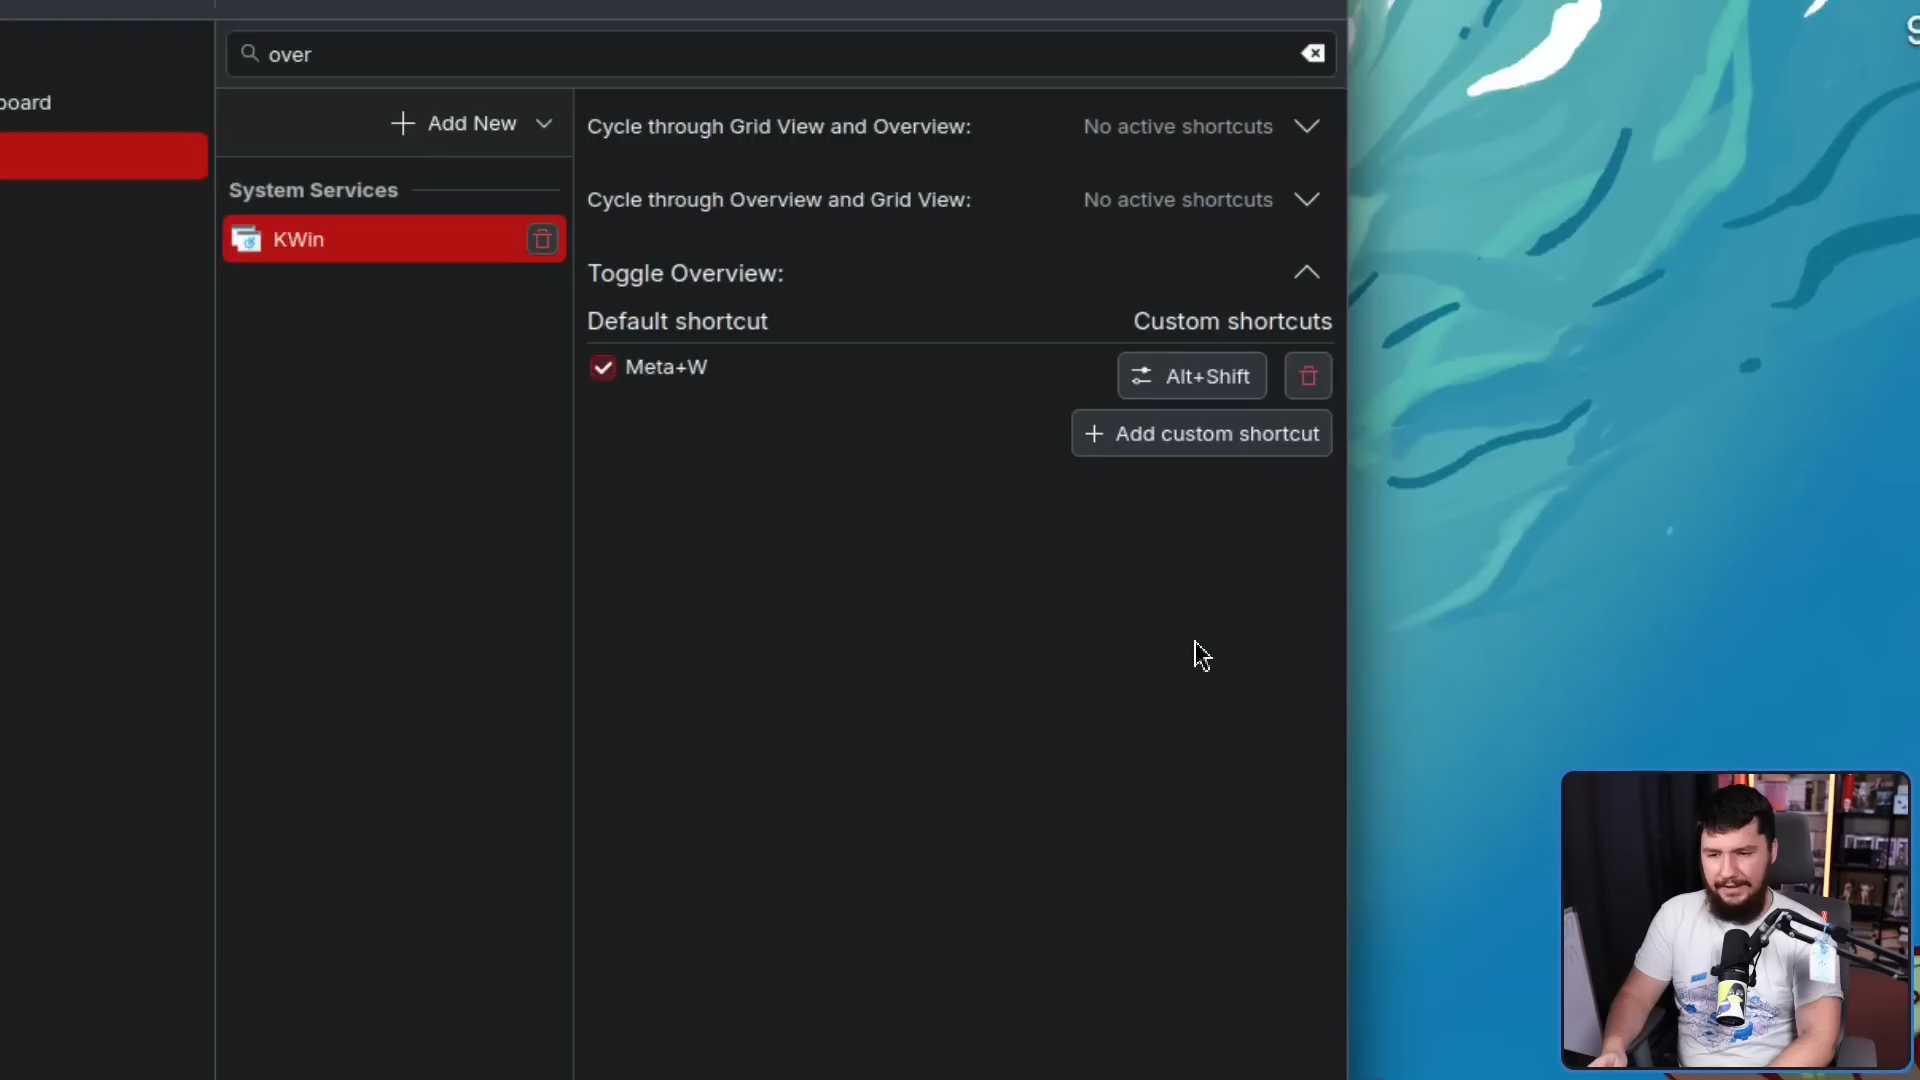 over
board
Add New
System Services
KWin
Cycle through Grid View and Overview: No active shortcuts
Cycle through Overview and Grid View: No active shortcuts
Toggle Overview:
Default shortcut Custom shortcuts
Meta+W Alt+Shift
Add custom shortcut